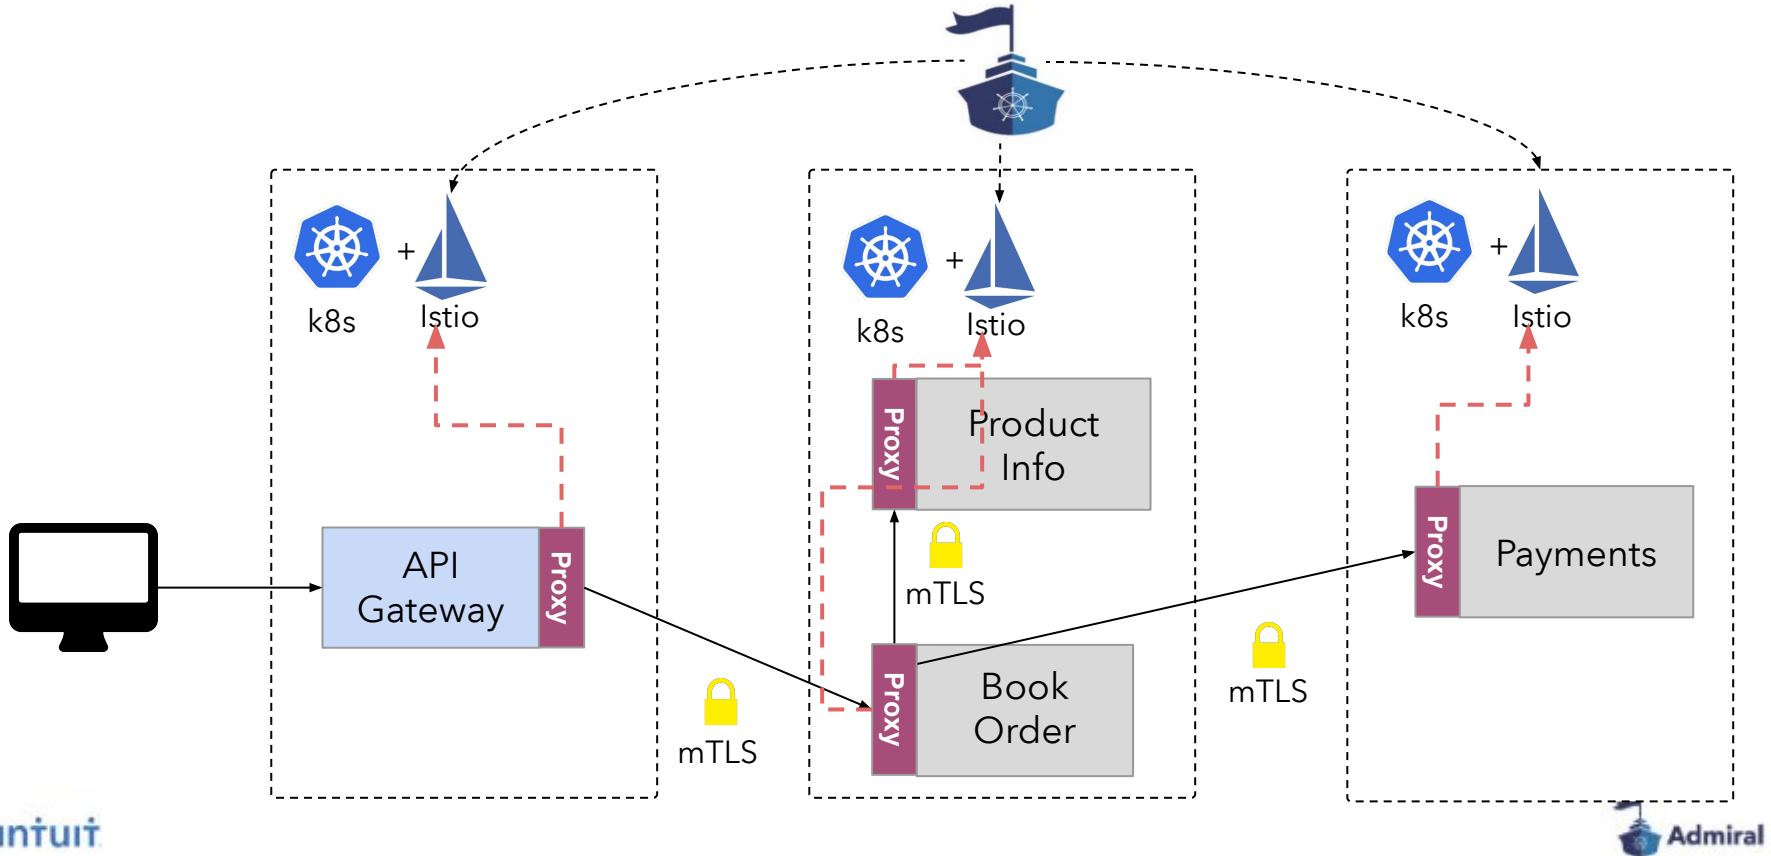 k8s
+
Istio
k8s
+
Istio
k8s
+
Istio
Proxy
Product
Info
API
Gateway
Proxy
mTLS
Proxy
Payments
mTLS
Proxy
Book
Order
mTLS
intuit
Admiral